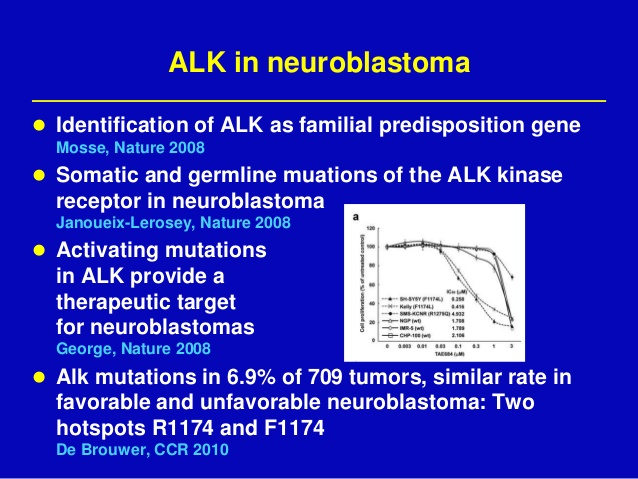 ALK in neuroblastoma
Identification of ALK as familial predisposition gene
Mosse, Nature 2008
Somatic and germline muations of the ALK kinase
receptor in neuroblastoma
Janoueix-Lerosey, Nature 2008
Activating mutations
in ALK provide a
therapeutic target
for neuroblastomas
George, Nature 2008
a
Cell proliferation (% of untreated control)
120
100
80
60
40
20
0
IC50 (µM)
SH-SY5Y (F1174L) 0.258
Kelly (F1174L) 0.416
SMS-KCNR (R1275Q) 4.932
NGP (wt) 1.708
IMR-5 (wt) 1.789
CHP-100 (wt) 2.106
0 0.003 0.01 0.03 0.1 0.3 1 3
TAE684 (µM)
Alk mutations in 6.9% of 709 tumors, similar rate in
favorable and unfavorable neuroblastoma: Two
hotspots R1174 and F1174
De Brouwer, CCR 2010